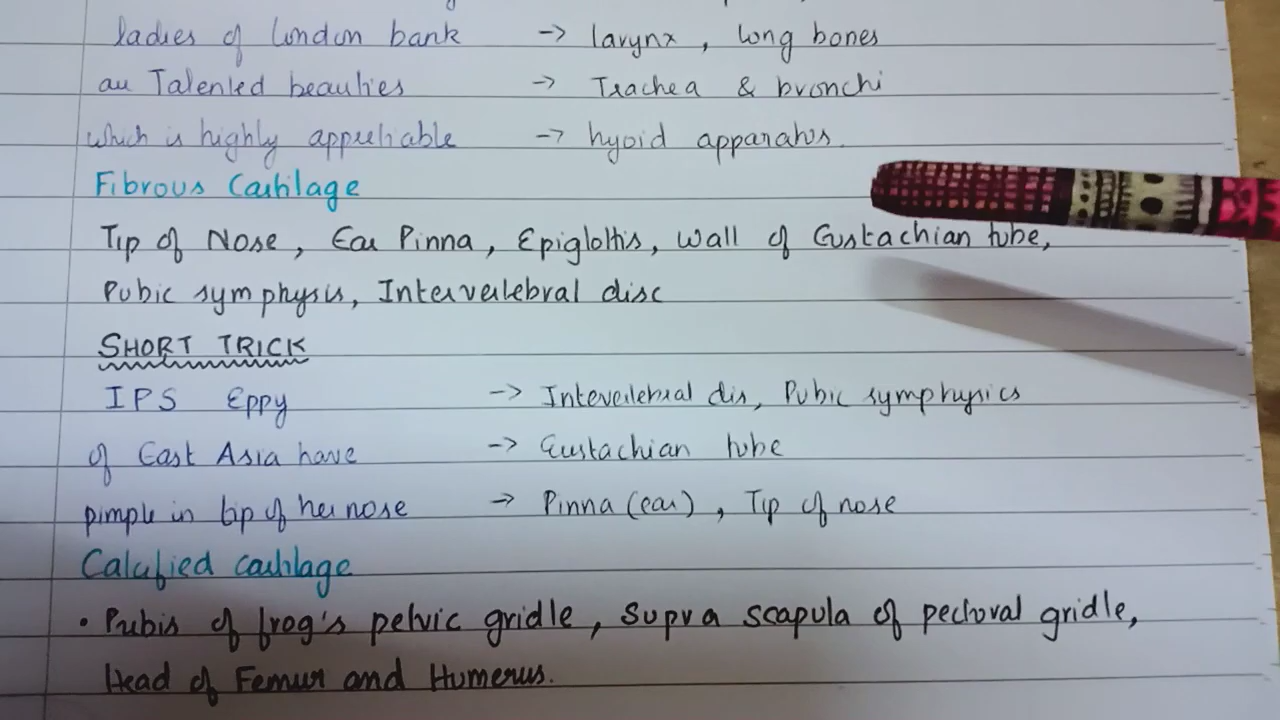 ladies of london bank -> larynx, long bones
are Talented beauties -> Trachea & bronchi
which is highly appreliable -> hyoid apparatus.
Fibrous Cartilage
Tip of Nose, Ear Pinna, Epiglottis, Wall of Eustachian tube,
Pubic symphysis, Intervertebral disc
SHORT TRICK
IPS Eppy -> Intervetebral dis, Pubic symphysics
of East Asia have -> Eustachian tube
pimple in tip of her nose -> Pinna (ear), Tip of nose
Calcified cartilage
• Pubis of frog's pelvic gridle, Supra scapula of pectoral gridle,
Head of Femur and Humerus.